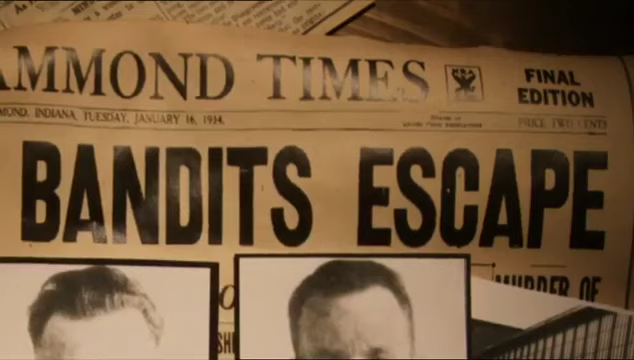 AMMOND TIMES
FINAL
EDITION
MOND, INDIANA, TUESDAY, JANUARY 16, 1934.
PRICE TWO CENTS
BANDITS ESCAPE
MURDER OF